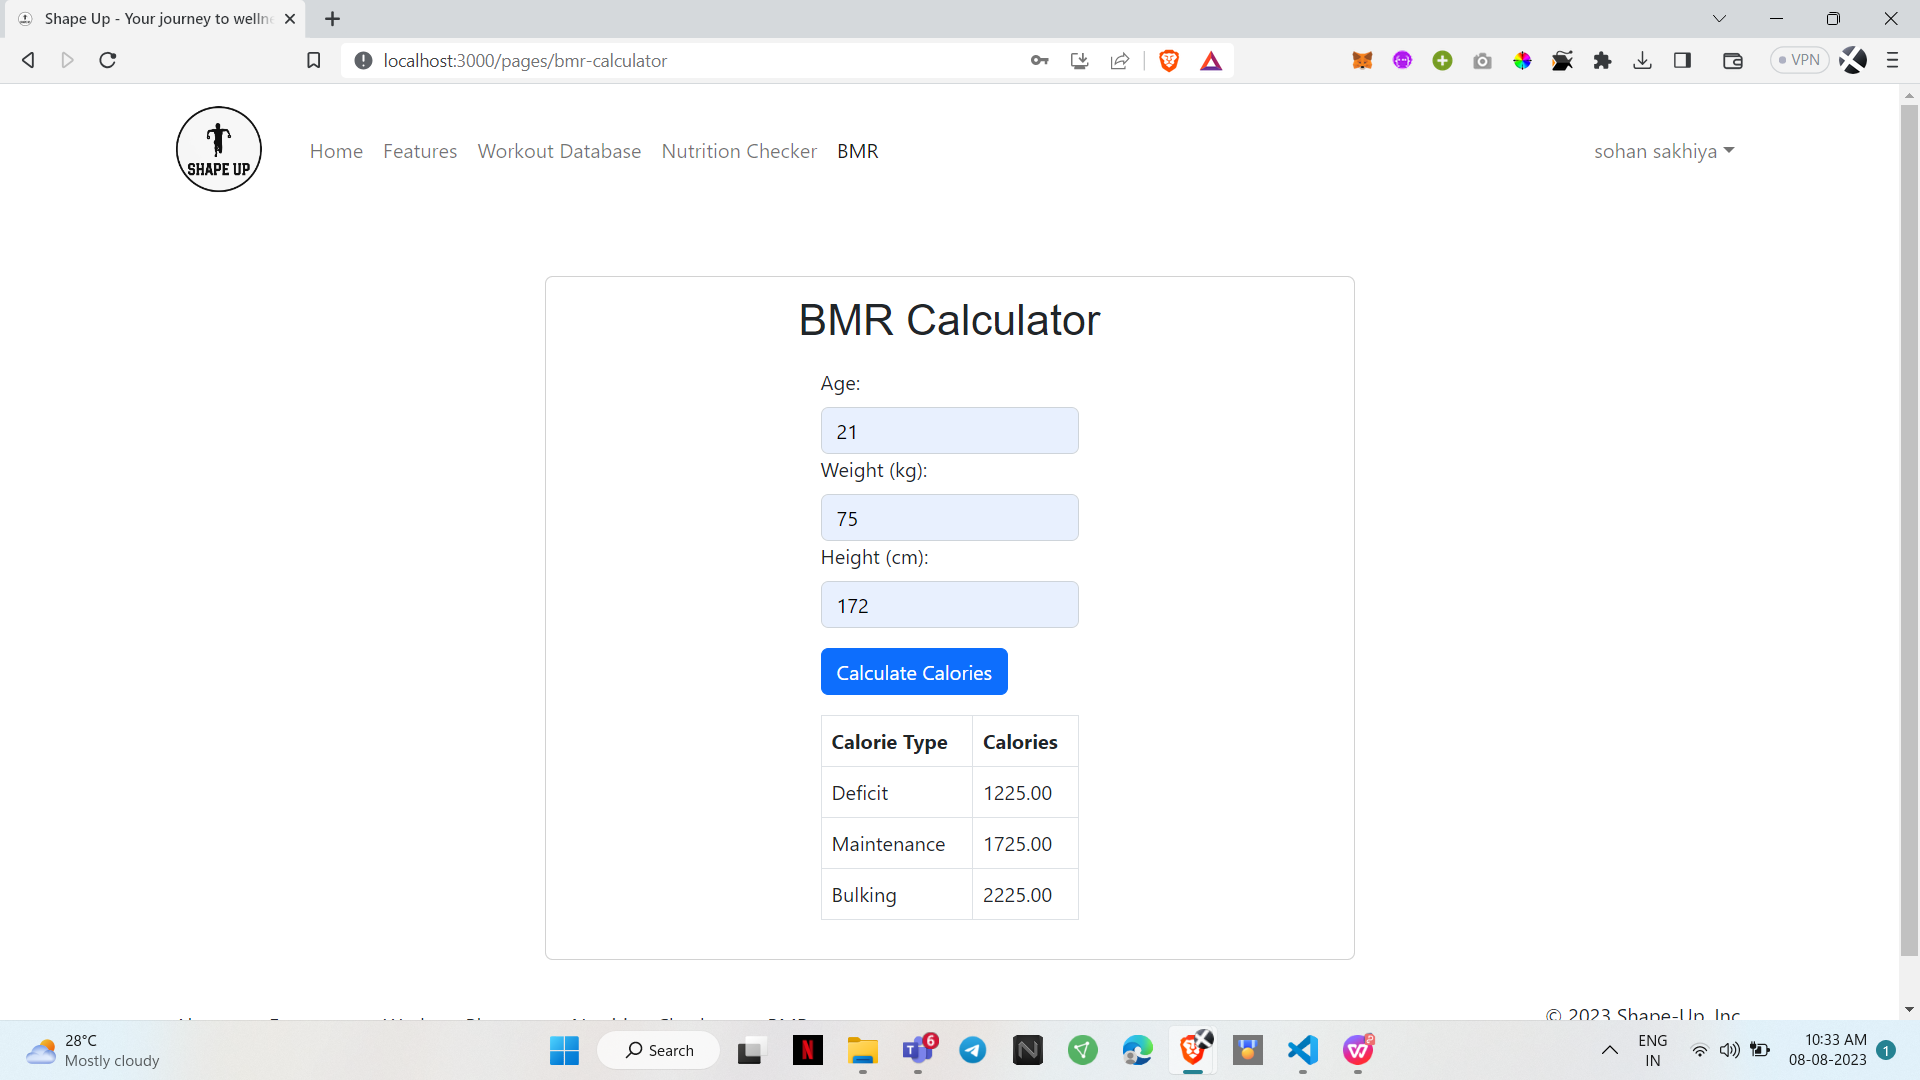 Shape Up - Your journey to welln
localhost:3000/pages/bmr-calculator
VPN
SHAPE UP
Home Features Workout Database Nutrition Checker BMR
sohan sakhiya
BMR Calculator
Age:
21
Weight (kg):
75
Height (cm):
172
Calculate Calories
Calorie Type Calories
Deficit 1225.00
Maintenance 1725.00
Bulking 2225.00
© 2023 Shape-Up, Inc
28°C
Mostly cloudy
Search
6
ENG
IN
10:33 AM
08-08-2023
1